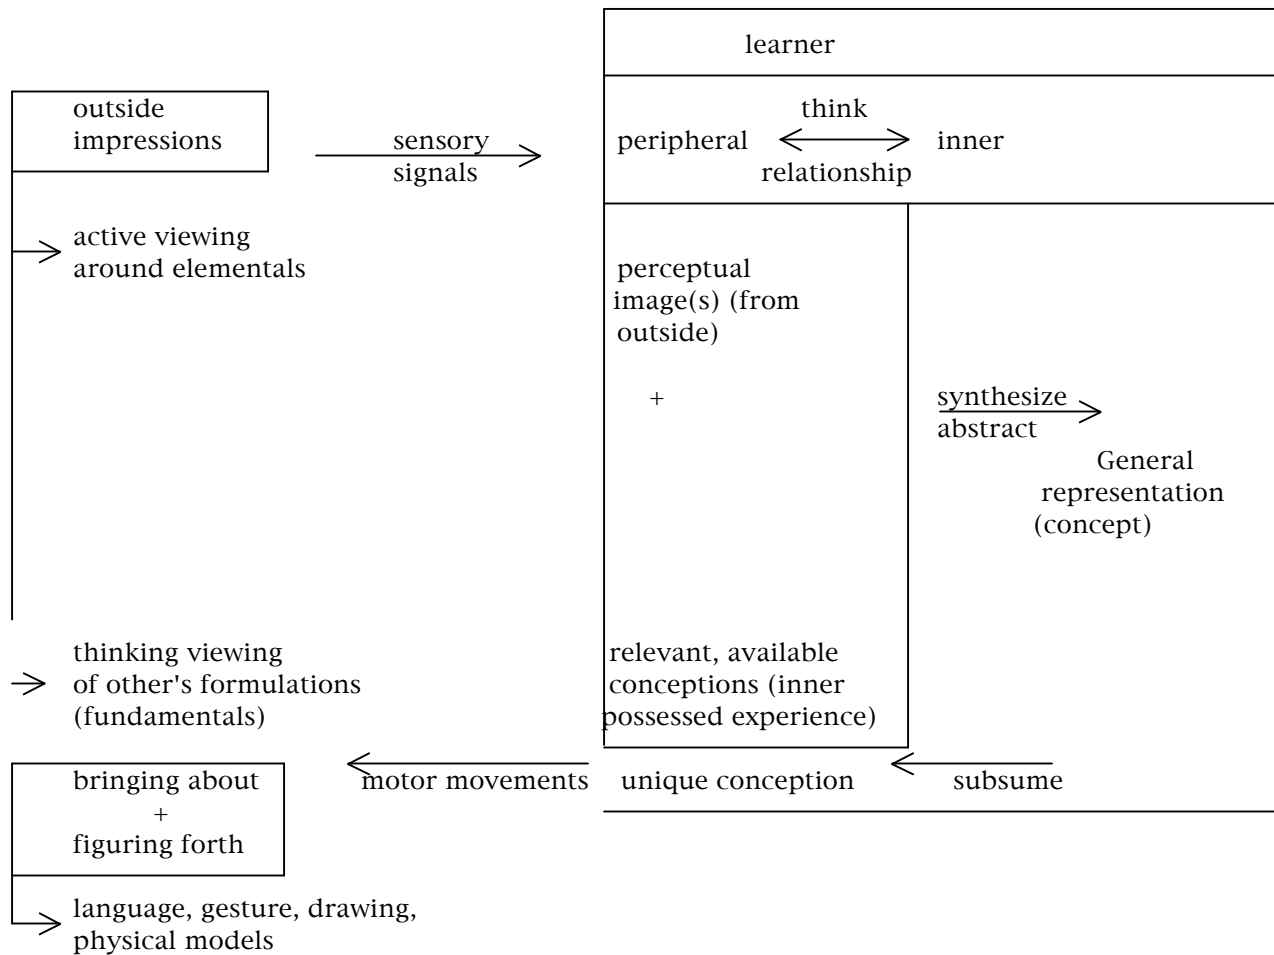 learner
outside
impressions
sensory
signals
peripheral
think
relationship
inner
active viewing
around elementals
perceptual
image(s) (from
outside)
+
synthesize
abstract
General
representation
(concept)
thinking viewing
of other's formulations
(fundamentals)
relevant, available
conceptions (inner
possessed experience)
bringing about
+
figuring forth
motor movements
unique conception
subsume
language, gesture, drawing,
physical models